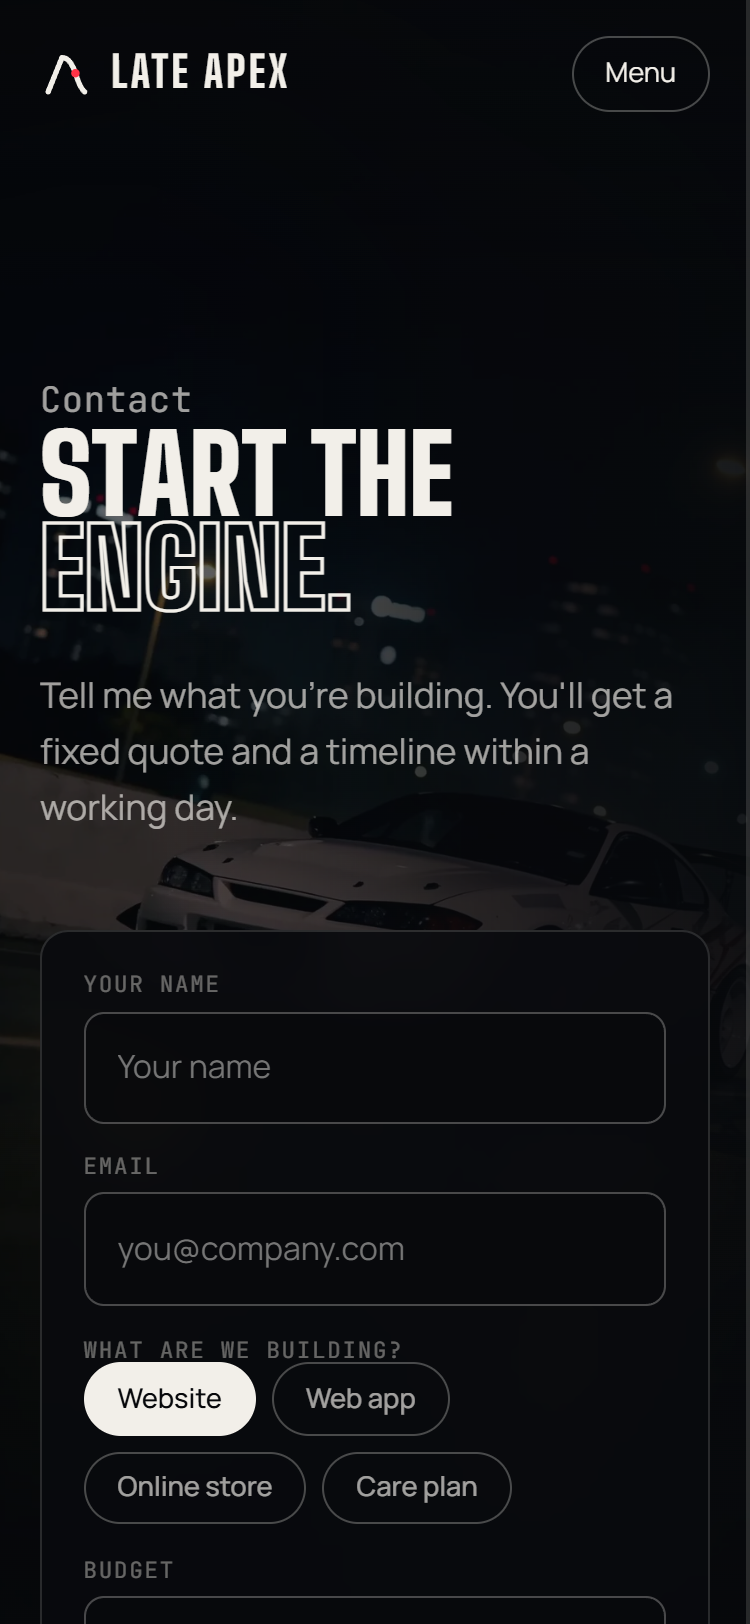 LATE APEX
Menu
Contact
START THE
ENGINE.
Tell me what you’re building. You'll get a
fixed quote and a timeline within a
working day.
YOUR NAME
Your name
EMAIL
you@company.com
WHAT ARE WE BUILDING?
Website
Web app
Online store
Care plan
BUDGET